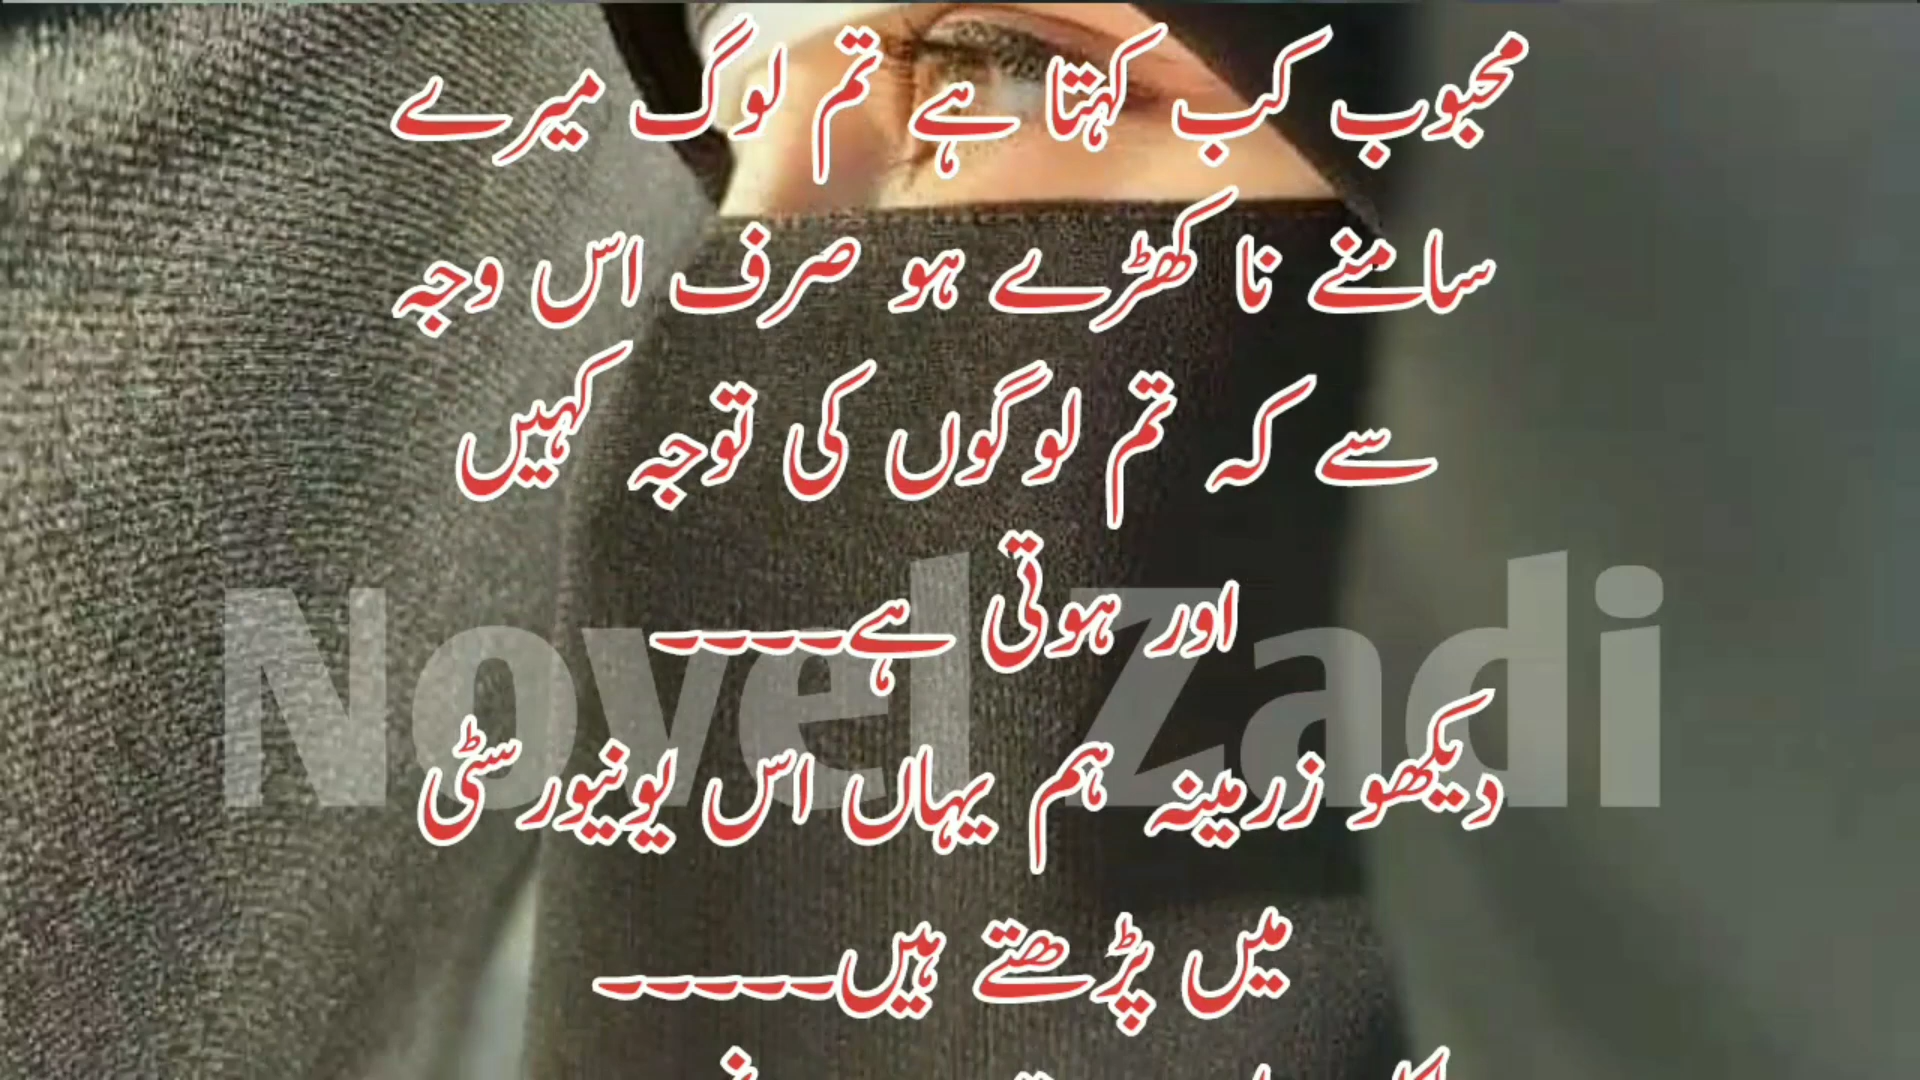 محبوب کب کہتا ہے تم لوگ میرے
سامنے نا کھڑے ہو صرف اس وجہ
سے کہ تم لوگوں کی توجہ کہیں
اور ہوتی ہے۔۔۔۔
دیکھو زرمینہ ہم یہاں اس یونیورسٹی
میں پڑھتے ہیں۔۔۔۔۔
Novel Zadi